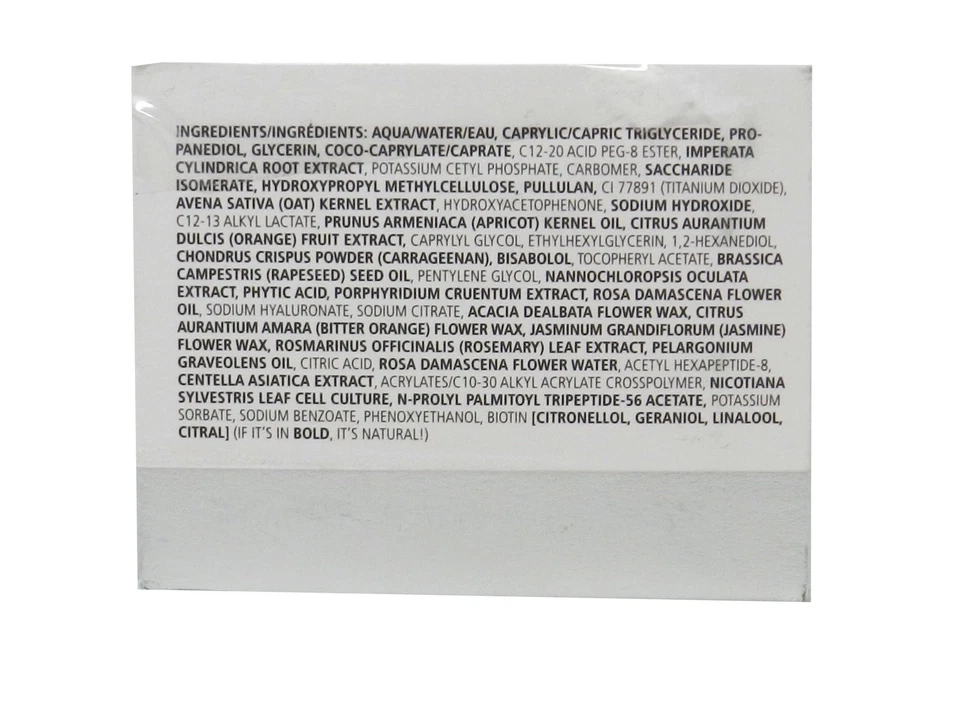 INGREDIENTS/INGRÉDIENTS: AQUA/WATER/EAU, CAPRYLIC/CAPRIC TRIGLYCERIDE, PRO-
PANEDIOL, GLYCERIN, COCO-CAPRYLATE/CAPRATE, C12-20 ACID PEG-8 ESTER, IMPERATA
CYLINDRICA ROOT EXTRACT, POTASSIUM CETYL PHOSPHATE, CARBOMER, SACCHARIDE
ISOMERATE, HYDROXYPROPYL METHYLCELLULOSE, PULLULAN, CI 77891 (TITANIUM DIOXIDE),
AVENA SATIVA (OAT) KERNEL EXTRACT, HYDROXYACETOPHENONE, SODIUM HYDROXIDE,
C12-13 ALKYL LACTATE, PRUNUS ARMENIACA (APRICOT) KERNEL OIL, CITRUS AURANTIUM
DULCIS (ORANGE) FRUIT EXTRACT, CAPRYLYL GLYCOL, ETHYLHEXYLGLYCERIN, 1,2-HEXANEDIOL,
CHONDRUS CRISPUS POWDER (CARRAGEENAN), BISABOLOL, TOCOPHERYL ACETATE, BRASSICA
CAMPESTRIS (RAPESEED) SEED OIL, PENTYLENE GLYCOL, NANNOCHLOROPSIS OCULATA
EXTRACT, PHYTIC ACID, PORPHYRIDIUM CRUENTUM EXTRACT, ROSA DAMASCENA FLOWER
OIL, SODIUM HYALURONATE, SODIUM CITRATE, ACACIA DEALBATA FLOWER WAX, CITRUS
AURANTIUM AMARA (BITTER ORANGE) FLOWER WAX, JASMINUM GRANDIFLORUM (JASMINE)
FLOWER WAX, ROSMARINUS OFFICINALIS (ROSEMARY) LEAF EXTRACT, PELARGONIUM
GRAVEOLENS OIL, CITRIC ACID, ROSA DAMASCENA FLOWER WATER, ACETYL HEXAPEPTIDE-8,
CENTELLA ASIATICA EXTRACT, ACRYLATES/C10-30 ALKYL ACRYLATE CROSSPOLYMER, NICOTIANA
SYLVESTRIS LEAF CELL CULTURE, N-PROLYL PALMITOYL TRIPEPTIDE-56 ACETATE, POTASSIUM
SORBATE, SODIUM BENZOATE, PHENOXYETHANOL, BIOTIN [CITRONELLOL, GERANIOL, LINALOOL,
CITRAL] (IF IT'S IN BOLD, IT'S NATURAL!)